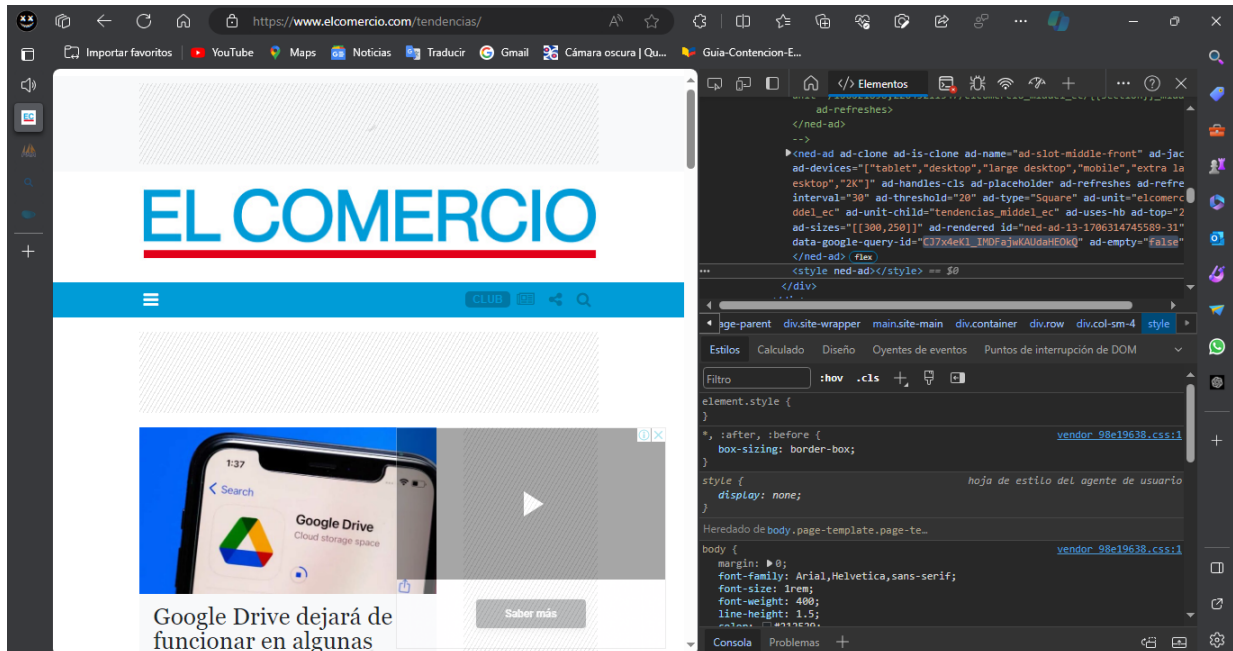 https://www.elcomercio.com/tendencias/
Importar favoritos
YouTube
Maps
Noticias
Traducir
Gmail
Cámara oscura | Qu...
Guia-Contencion-E...
EC
EL COMERCIO
CLUB
1:37
Search
Google Drive
Cloud storage space
Google Drive dejará de
funcionar en algunas
Saber más
Elementos
ad-refreshes>
</ned-ad>
-->
<ned-ad ad-clone ad-is-clone ad-name="ad-slot-middle-front" ad-jac
ad-devices="["tablet","desktop","large desktop","mobile","extra la
esktop","2K"]" ad-handles-cls ad-placeholder ad-refreshes ad-refre
interval="30" ad-threshold="20" ad-type="Square" ad-unit="elcomerc
ddel_ec" ad-unit-child="tendencias_middel_ec" ad-uses-hb ad-top="2
ad-sizes="[[300,250]]" ad-rendered id="ned-ad-13-1706314745589-31"
data-google-query-id="CJ7x4eKl_IMDFajwKAUdaHEOkQ" ad-empty="false"
</ned-ad> flex
<style ned-ad></style> == $0
</div>
age-parent div.site-wrapper main.site-main div.container div.row div.col-sm-4 style
Estilos Calculado Diseño Oyentes de eventos Puntos de interrupción de DOM
Filtro :hov .cls
element.style {
}
*, :after, :before { vendor 98e19638.css:1
box-sizing: border-box;
}
style { hoja de estilo del agente de usuario
display: none;
}
Heredado de body.page-template.page-te…
body { vendor 98e19638.css:1
margin: 0;
font-family: Arial,Helvetica,sans-serif;
font-size: 1rem;
font-weight: 400;
line-height: 1.5;
color: #212529;
Consola Problemas